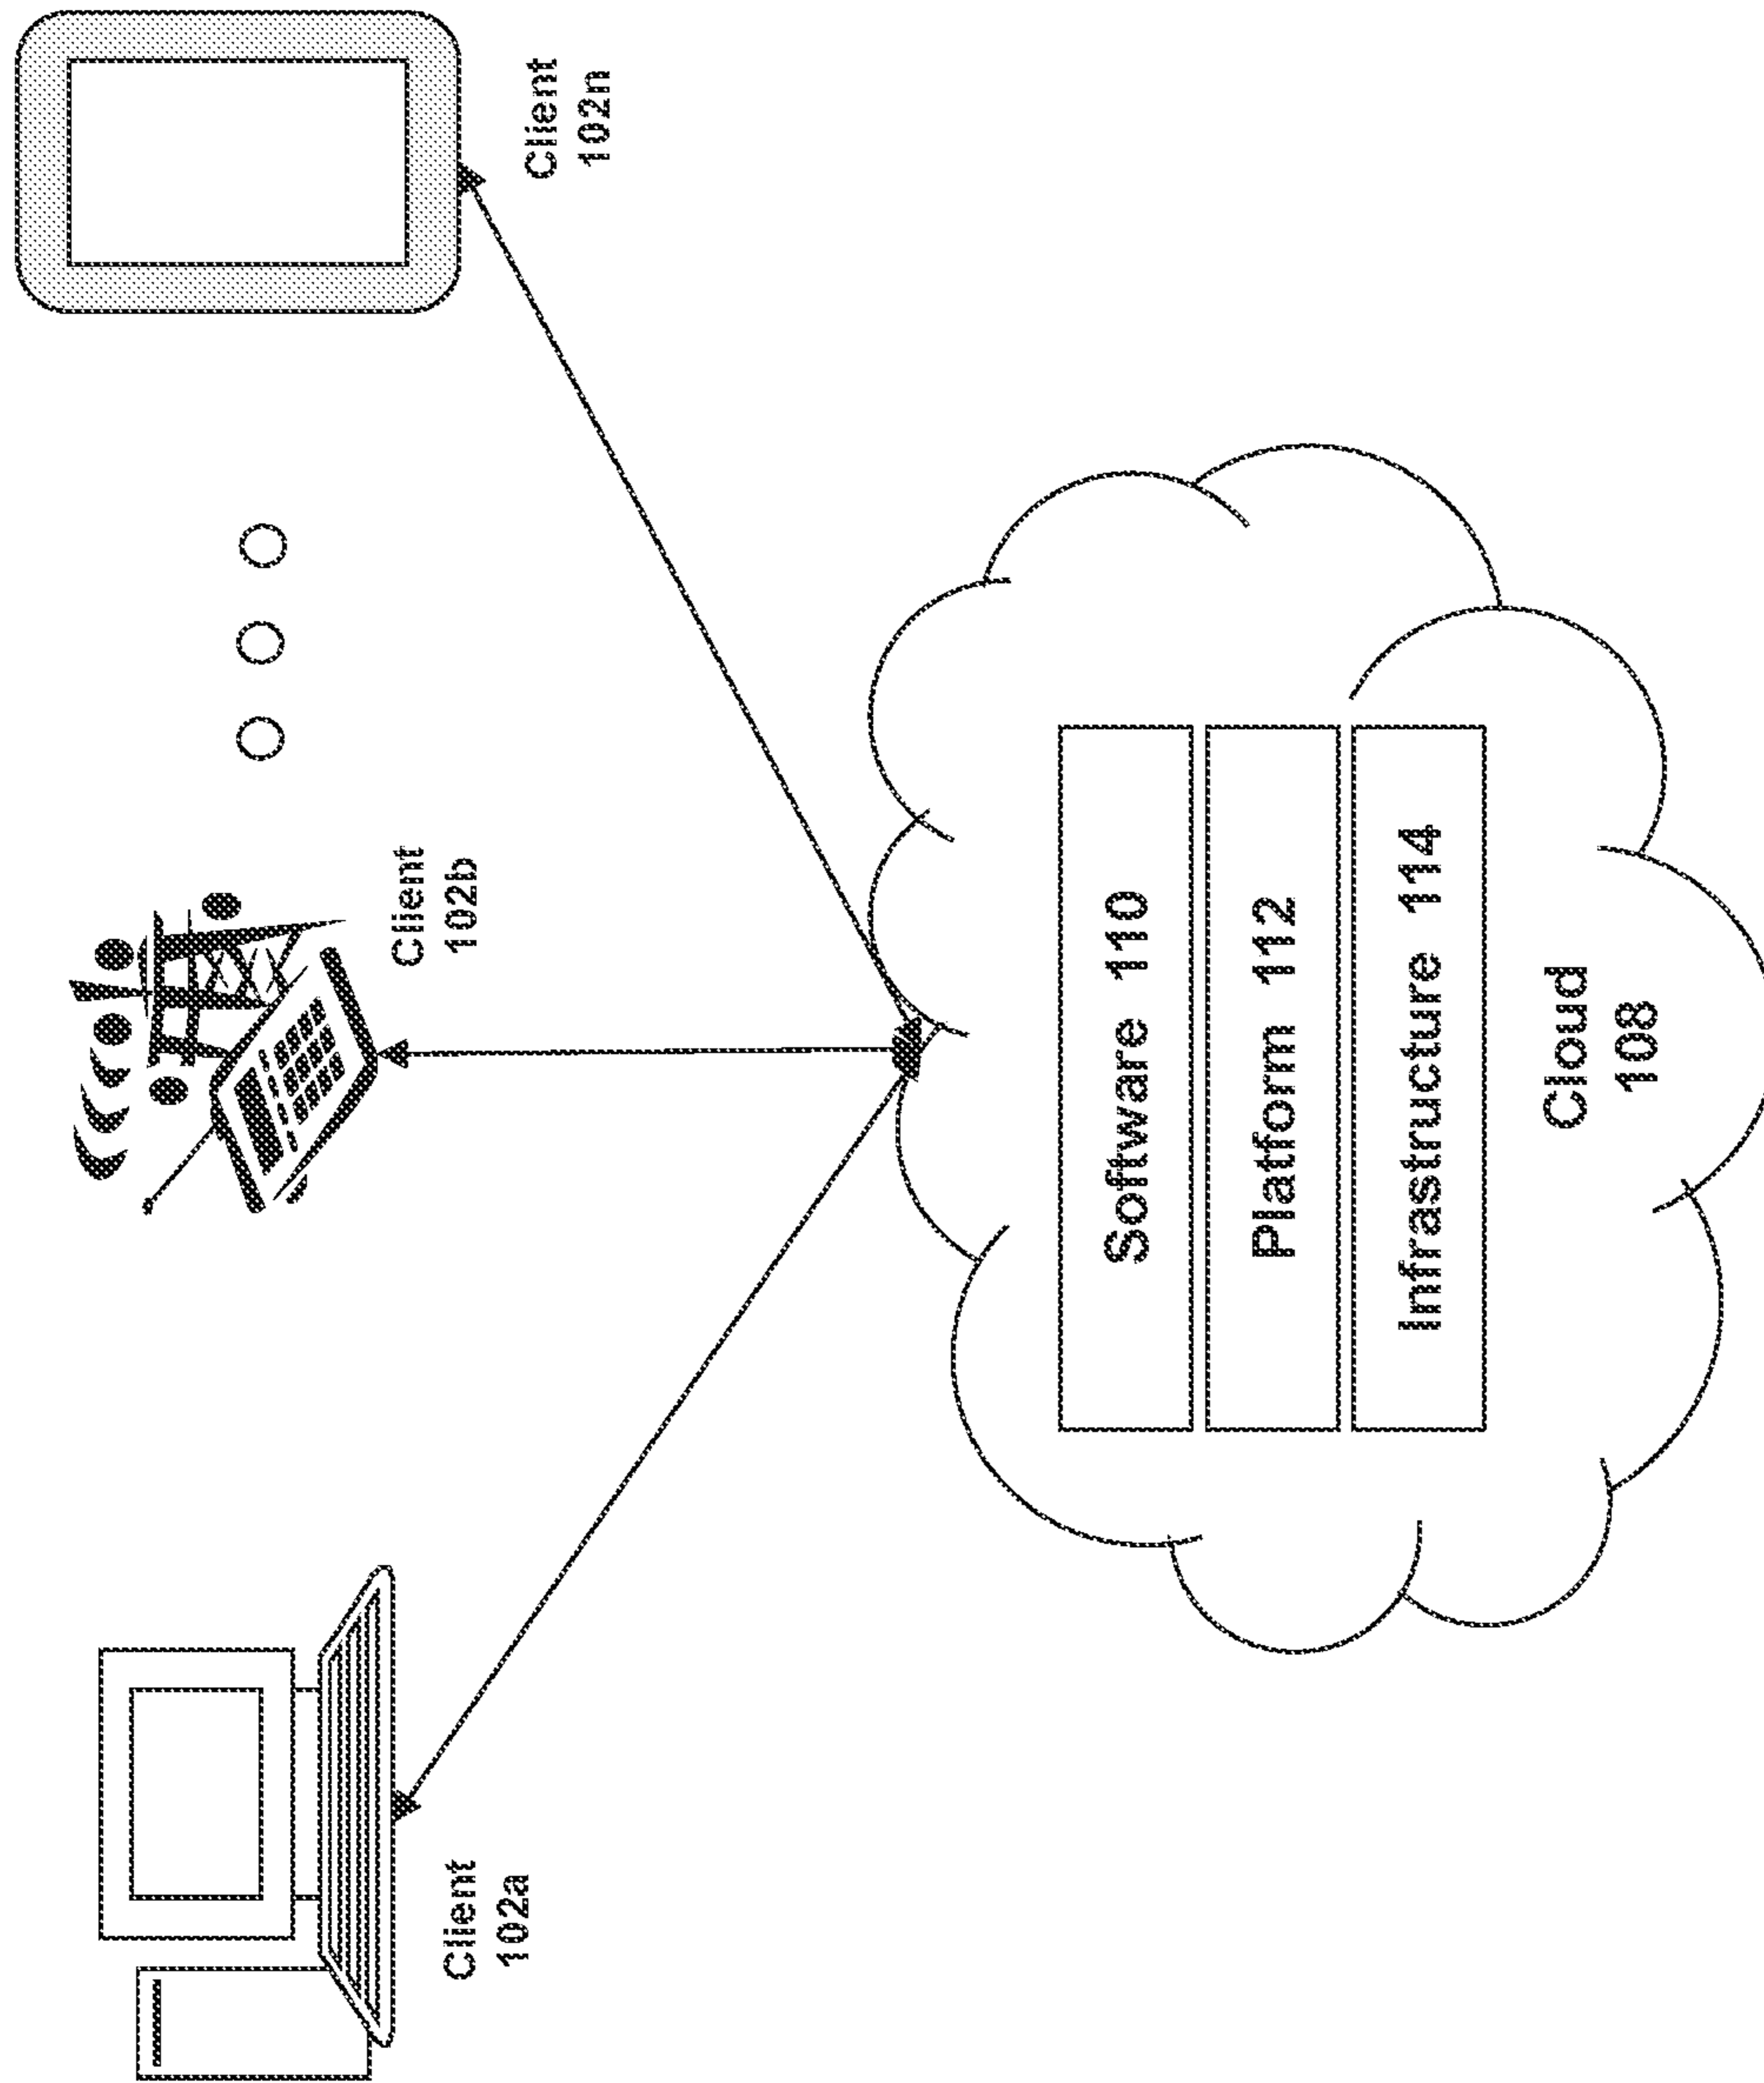 Client
102a
Client
102b
Client
102n
Software 110
Platform 112
Infrastructure 114
Cloud
108